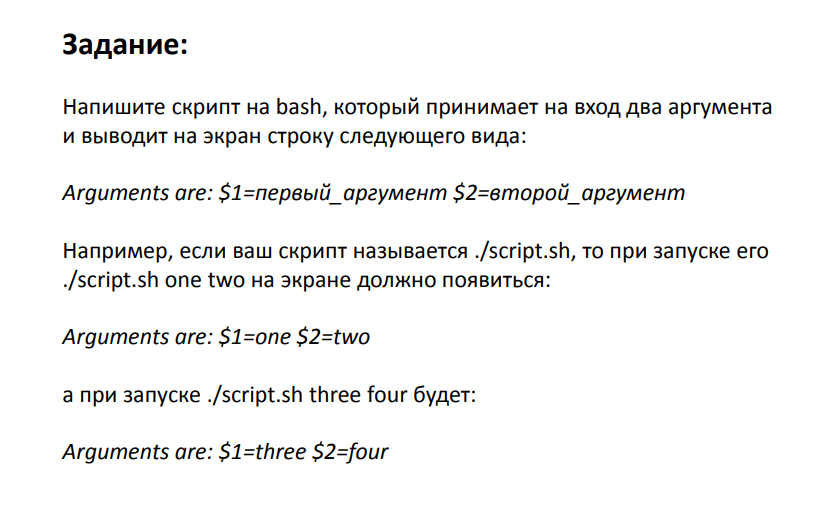 Задание:
Напишите скрипт на bash, который принимает на вход два аргумента
и выводит на экран строку следующего вида:
Arguments are: $1=первый_аргумент $2=второй_аргумент
Например, если ваш скрипт называется ./script.sh, то при запуске его
./script.sh one two на экране должно появиться:
Arguments are: $1=one $2=two
а при запуске ./script.sh three four будет:
Arguments are: $1=three $2=four